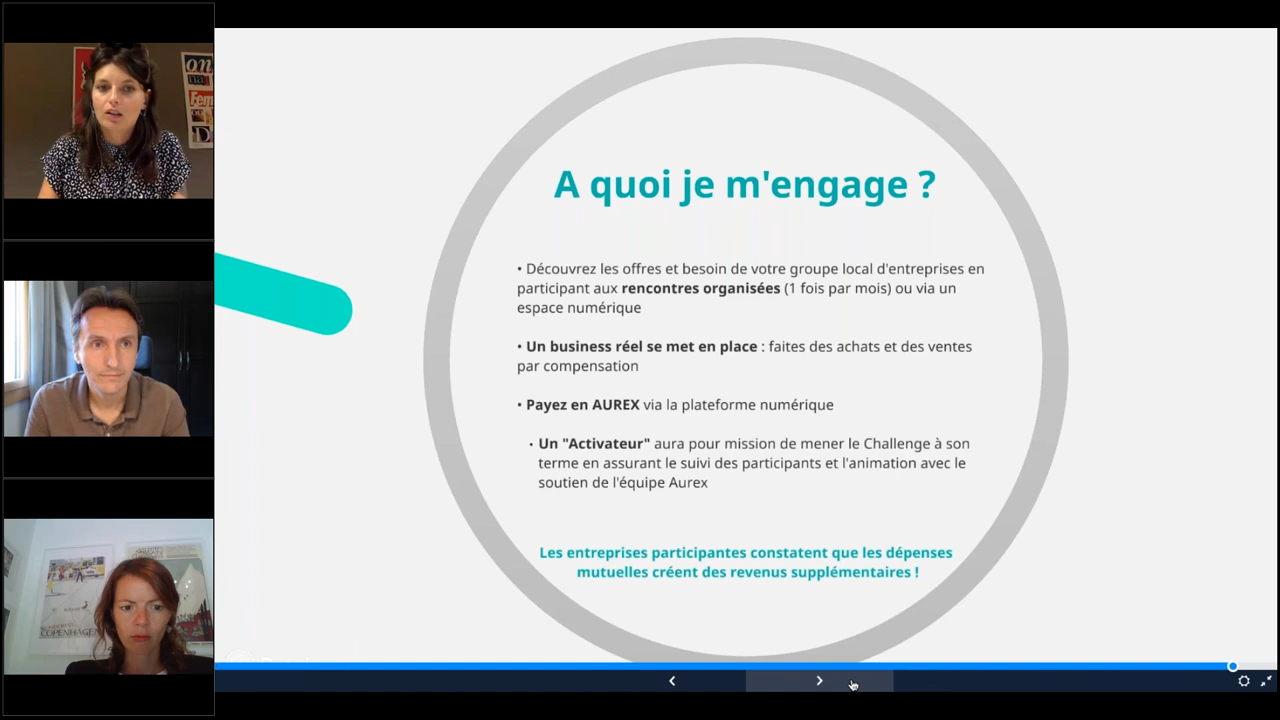 on
Fem
D
COPENHAGEN
A quoi je m'engage ?
• Découvrez les offres et besoin de votre groupe local d'entreprises en
participant aux rencontres organisées (1 fois par mois) ou via un
espace numérique
• Un business réel se met en place : faites des achats et des ventes
par compensation
• Payez en AUREX via la plateforme numérique
• Un "Activateur" aura pour mission de mener le Challenge à son
terme en assurant le suivi des participants et l'animation avec le
soutien de l'équipe Aurex
Les entreprises participantes constatent que les dépenses
mutuelles créent des revenus supplémentaires !